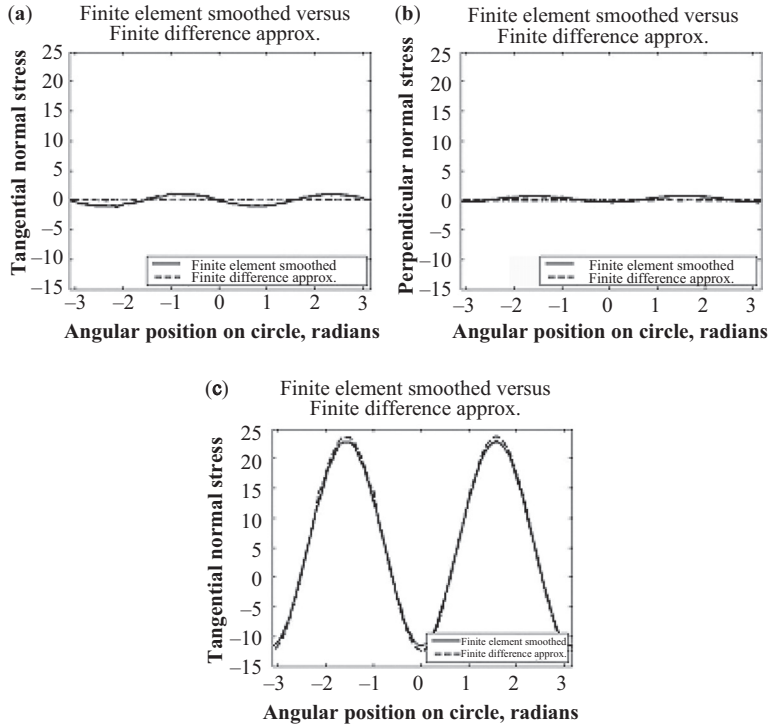 (a) Finite element smoothed versus
Finite difference approx.
Tangential normal stress
25
20
15
10
5
0
–5
–10
–15
Finite element smoothed
Finite difference approx.
–3 –2 –1 0 1 2 3
Angular position on circle, radians
(b) Finite element smoothed versus
Finite difference approx.
Perpendicular normal stress
25
20
15
10
5
0
–5
–10
–15
Finite element smoothed
Finite difference approx.
–3 –2 –1 0 1 2 3
Angular position on circle, radians
(c) Finite element smoothed versus
Finite difference approx.
Tangential normal stress
25
20
15
10
5
0
–5
–10
–15
Finite element smoothed
Finite difference approx.
–3 –2 –1 0 1 2 3
Angular position on circle, radians